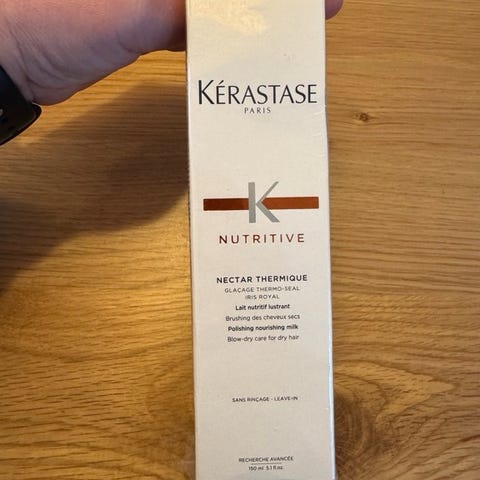 KÉRASTASE
PARIS
K
NUTRITIVE
NECTAR THERMIQUE
GLAÇAGE THERMO-SEAL
IRIS ROYAL
Lait nutritif lustrant
Brushing des cheveux secs
Polishing nourishing milk
Blow-dry care for dry hair
SANS RINÇAGE - LEAVE-IN
RECHERCHE AVANCÉE
150 ml 5.1 fl.oz.